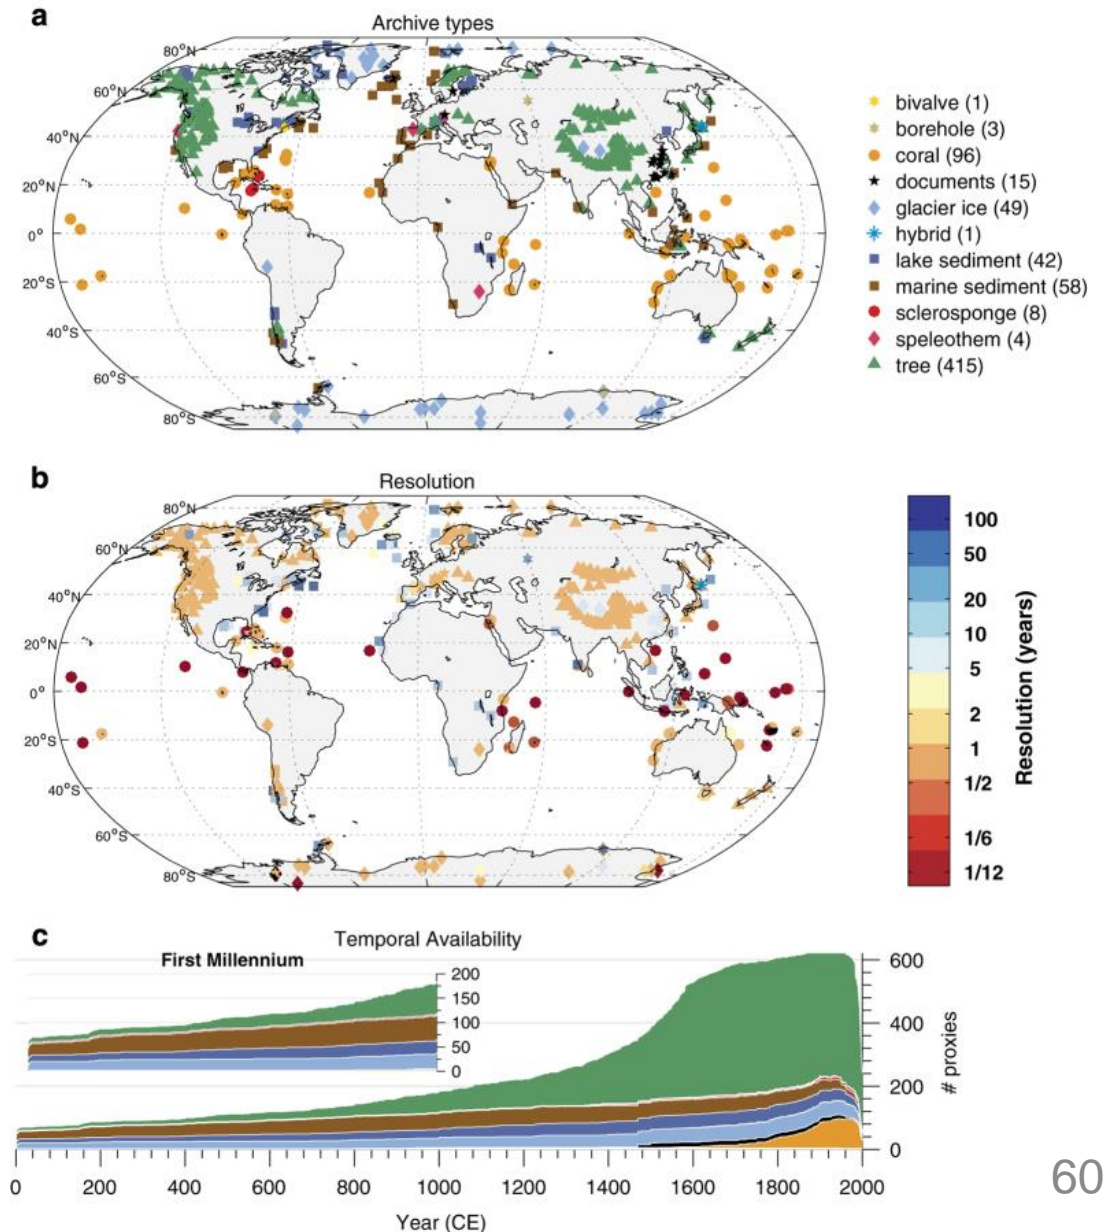 a
Archive types
80°N
60°N
40°N
20°N
0°
20°S
40°S
60°S
80°S
bivalve (1)
borehole (3)
coral (96)
documents (15)
glacier ice (49)
hybrid (1)
lake sediment (42)
marine sediment (58)
sclerosponge (8)
speleothem (4)
tree (415)
b
Resolution
80°N
60°N
40°N
20°N
0°
20°S
40°S
60°S
80°S
100
50
20
10
5
2
1
1/2
1/6
1/12
Resolution (years)
c
Temporal Availability
First Millennium
200
150
100
50
0
600
400
200
0
# proxies
0 200 400 600 800 1000 1200 1400 1600 1800 2000
Year (CE)
60